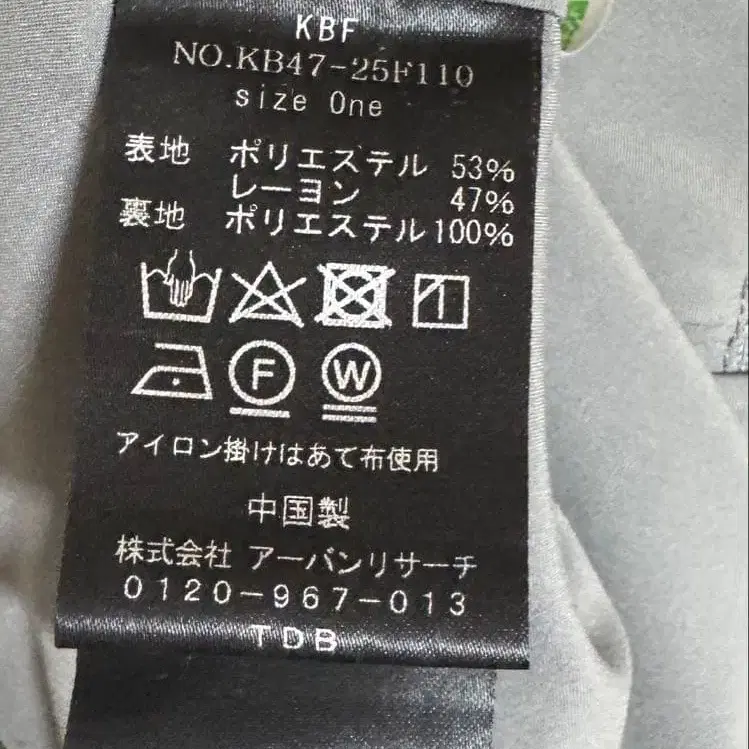 KBF
NO.KB47-25F110
size One
表地 ポリエステル 53%
レーヨン 47%
裏地 ポリエステル100%
F W
アイロン掛けはあて布使用
中国製
株式会社 アーバンリサーチ
0120-967-013
TDB